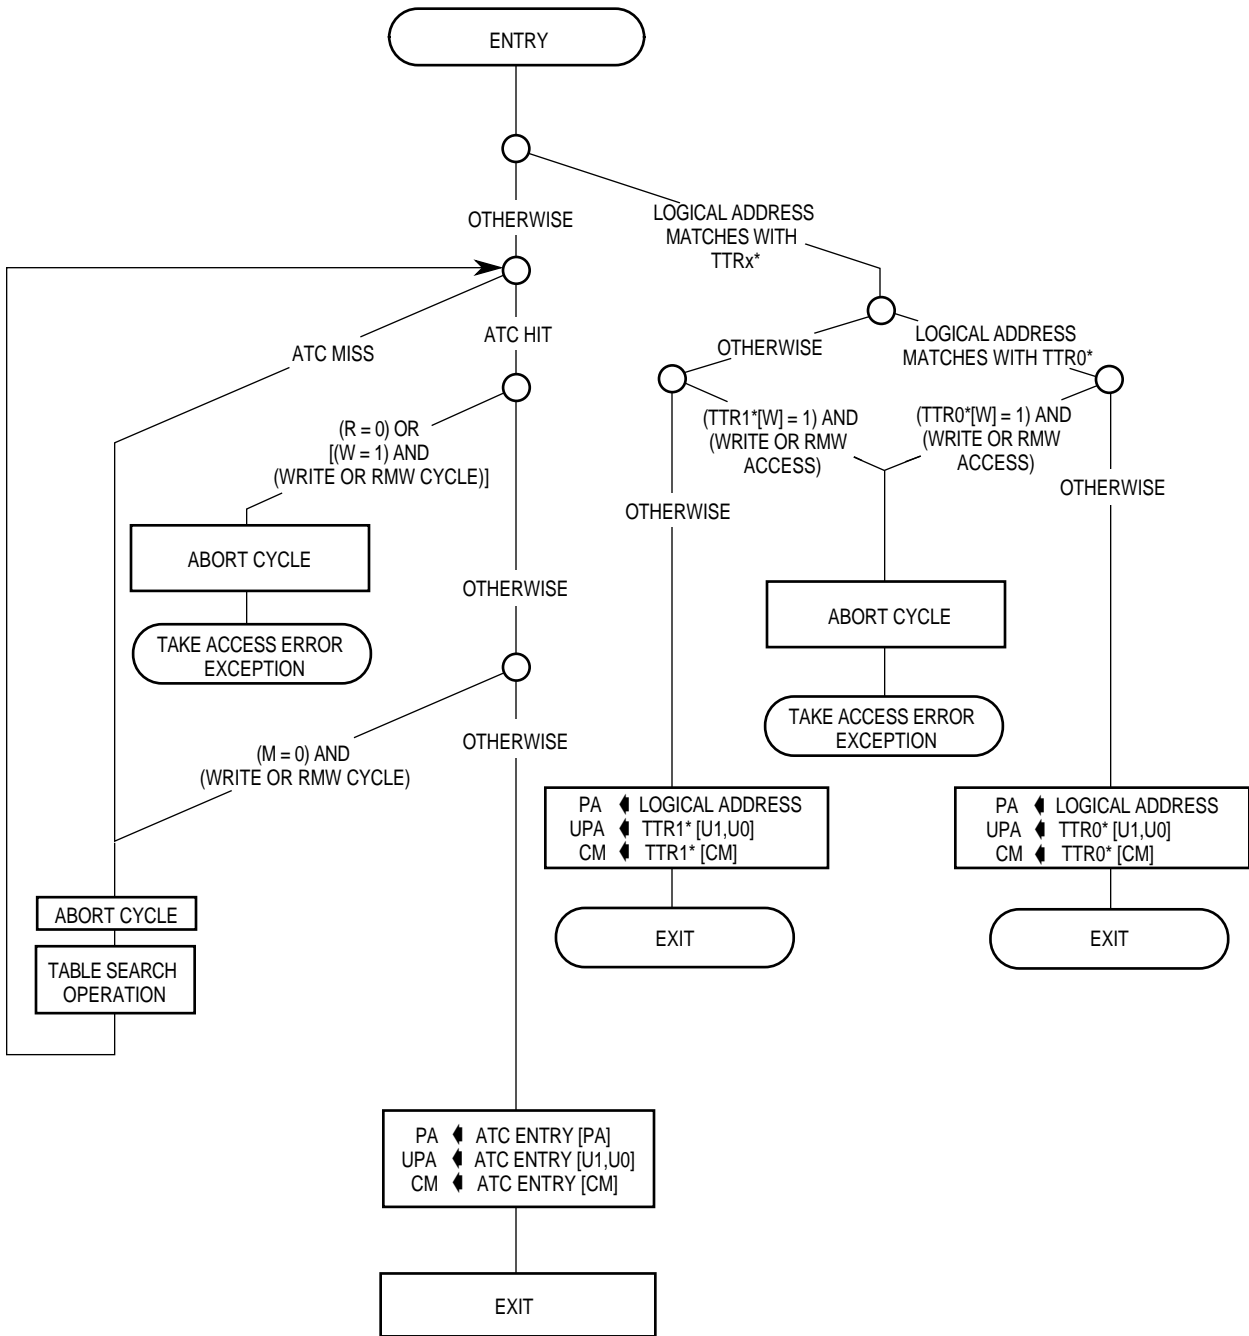 ENTRY
OTHERWISE
LOGICAL ADDRESS
MATCHES WITH
TTRx*
ATC MISS
ATC HIT
OTHERWISE
LOGICAL ADDRESS
MATCHES WITH TTR0*
(R = 0) OR
[(W = 1) AND
(WRITE OR RMW CYCLE)]
(TTR1*[W] = 1) AND
(WRITE OR RMW
ACCESS)
(TTR0*[W] = 1) AND
(WRITE OR RMW
ACCESS)
OTHERWISE
OTHERWISE
ABORT CYCLE
OTHERWISE
ABORT CYCLE
TAKE ACCESS ERROR
EXCEPTION
TAKE ACCESS ERROR
EXCEPTION
(M = 0) AND
(WRITE OR RMW CYCLE)
OTHERWISE
PA LOGICAL ADDRESS
UPA TTR1* [U1,U0]
CM TTR1* [CM]
PA LOGICAL ADDRESS
UPA TTR0* [U1,U0]
CM TTR0* [CM]
ABORT CYCLE
EXIT
EXIT
TABLE SEARCH
OPERATION
PA ATC ENTRY [PA]
UPA ATC ENTRY [U1,U0]
CM ATC ENTRY [CM]
EXIT